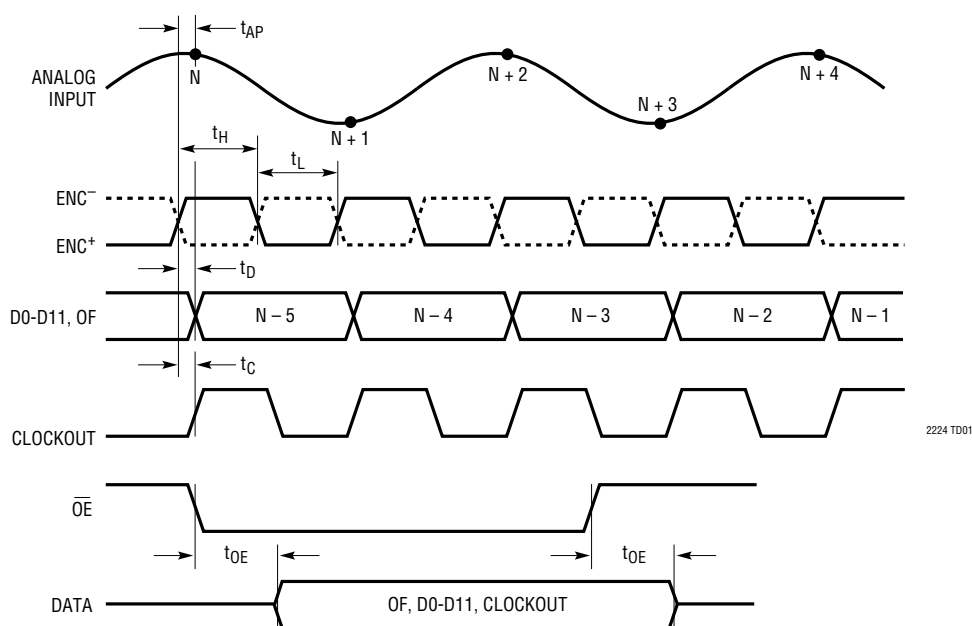 tAP
ANALOG
INPUT
N
N + 1
N + 2
N + 3
N + 4
tH
tL
ENC–
ENC+
tD
D0-D11, OF
N – 5
N – 4
N – 3
N – 2
N – 1
tC
CLOCKOUT
2224 TD01
OE
tOE
tOE
DATA
OF, D0-D11, CLOCKOUT